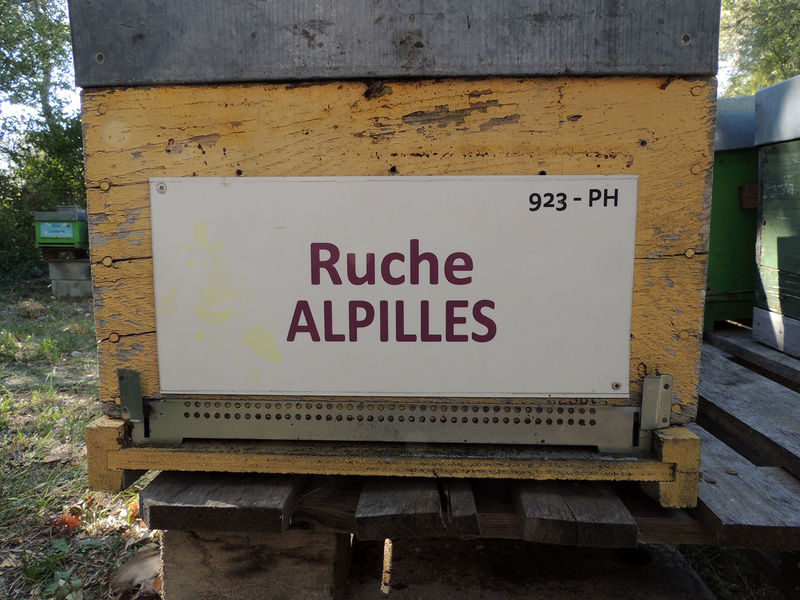 923 - PH
Ruche
ALPILLES